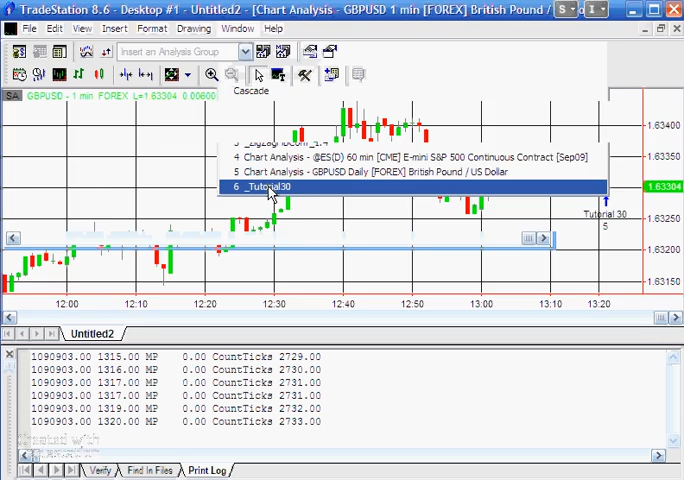 TradeStation 8.6 - Desktop #1 - Untitled2 - [Chart Analysis - GBPUSD 1 min [FOREX] British Pound /
File Edit View Insert Format Drawing Window Help
Insert an Analysis Group
Cascade
SA GBPUSD - 1 min FOREX L=1.63304 0.00600
1.63400
1.63350
4 Chart Analysis - @ES(D) 60 min [CME] E-mini S&P 500 Continuous Contract [Sep09]
5 Chart Analysis - GBPUSD Daily [FOREX] British Pound / US Dollar
6 _Tutorial30
1.63304
Tutorial 30
5
1.63250
1.63200
1.63150
12:00 12:10 12:20 12:30 12:40 12:50 13:00 13:10 13:20
Untitled2
1090903.00 1315.00 MP 0.00 CountTicks 2729.00
1090903.00 1316.00 MP 0.00 CountTicks 2730.00
1090903.00 1317.00 MP 0.00 CountTicks 2731.00
1090903.00 1317.00 MP 0.00 CountTicks 2731.00
1090903.00 1319.00 MP 0.00 CountTicks 2732.00
1090903.00 1320.00 MP 0.00 CountTicks 2733.00
Created with
Verify Find In Files Print Log